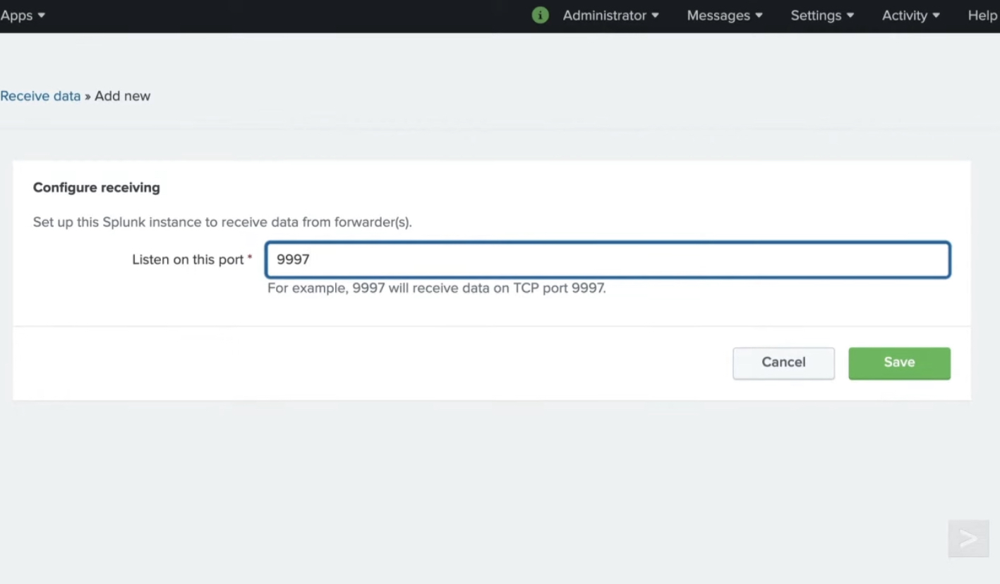 Apps Administrator Messages Settings Activity Help
Receive data » Add new
Configure receiving
Set up this Splunk instance to receive data from forwarder(s).
Listen on this port * 9997
For example, 9997 will receive data on TCP port 9997.
Cancel Save